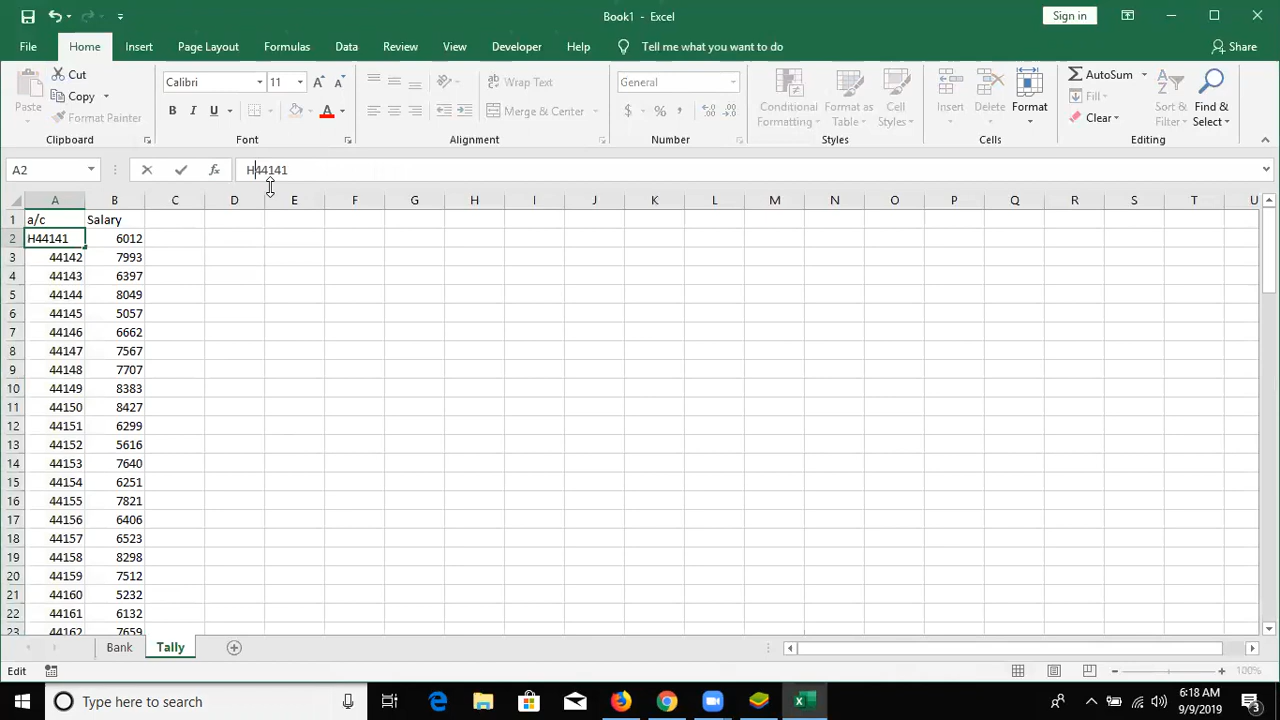 Book1 - Excel
Sign in
File Home Insert Page Layout Formulas Data Review View Developer Help Tell me what you want to do Share
Cut
Copy
Format Painter
Paste
Clipboard
Calibri 11
B I U
Font
Wrap Text
Merge & Center
Alignment
General
$ % ,
Number
Conditional Formatting
Format as Table
Cell Styles
Styles
Insert
Delete
Format
Cells
AutoSum
Fill
Clear
Sort & Filter
Find & Select
Editing
A2 fx H44141
A B C D E F G H I J K L M N O P Q R S T U
1 a/c Salary
2 H44141 6012
3 44142 7993
4 44143 6397
5 44144 8049
6 44145 5057
7 44146 6662
8 44147 7567
9 44148 7707
10 44149 8383
11 44150 8427
12 44151 6299
13 44152 5616
14 44153 7640
15 44154 6251
16 44155 7821
17 44156 6406
18 44157 6523
19 44158 8298
20 44159 7512
21 44160 5232
22 44161 6132
23 44162 7659
Bank Tally
Edit 100%
Type here to search
6:18 AM
9/9/2019
3